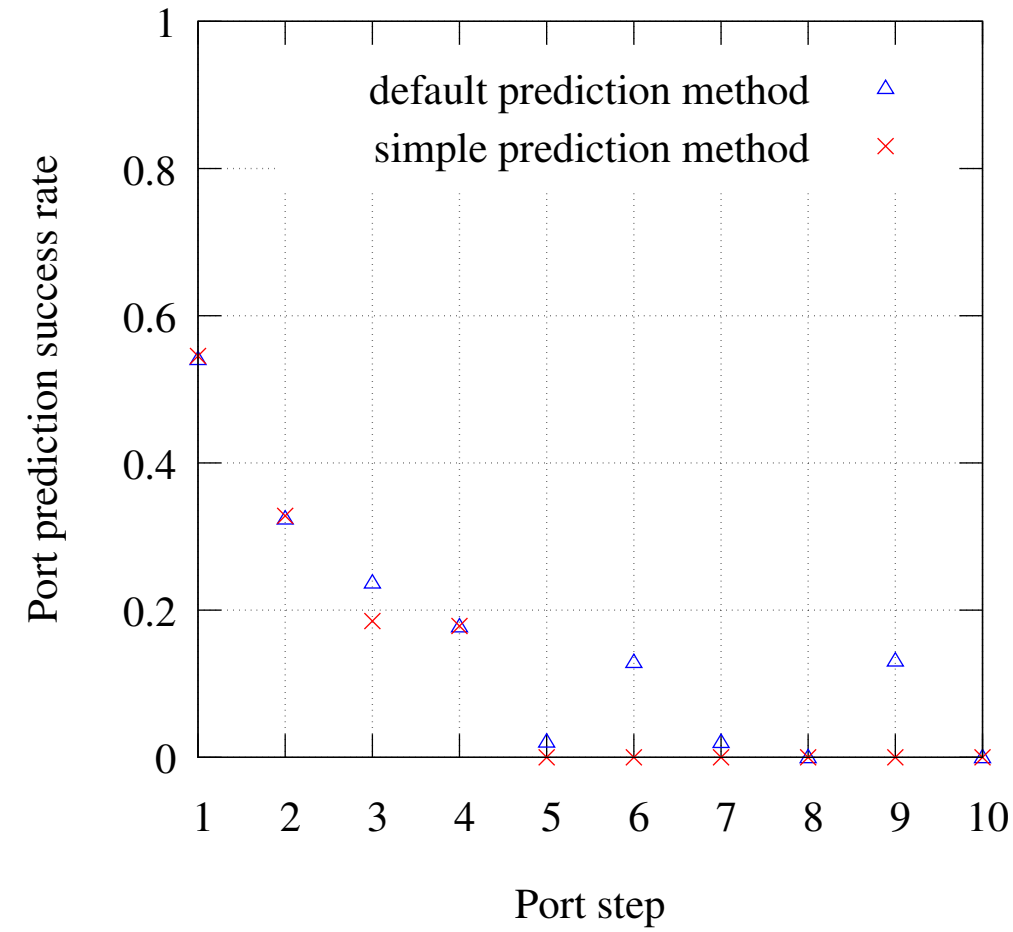 1
default prediction method
simple prediction method
0.8
0.6
0.4
0.2
0
Port prediction success rate
1 2 3 4 5 6 7 8 9 10
Port step